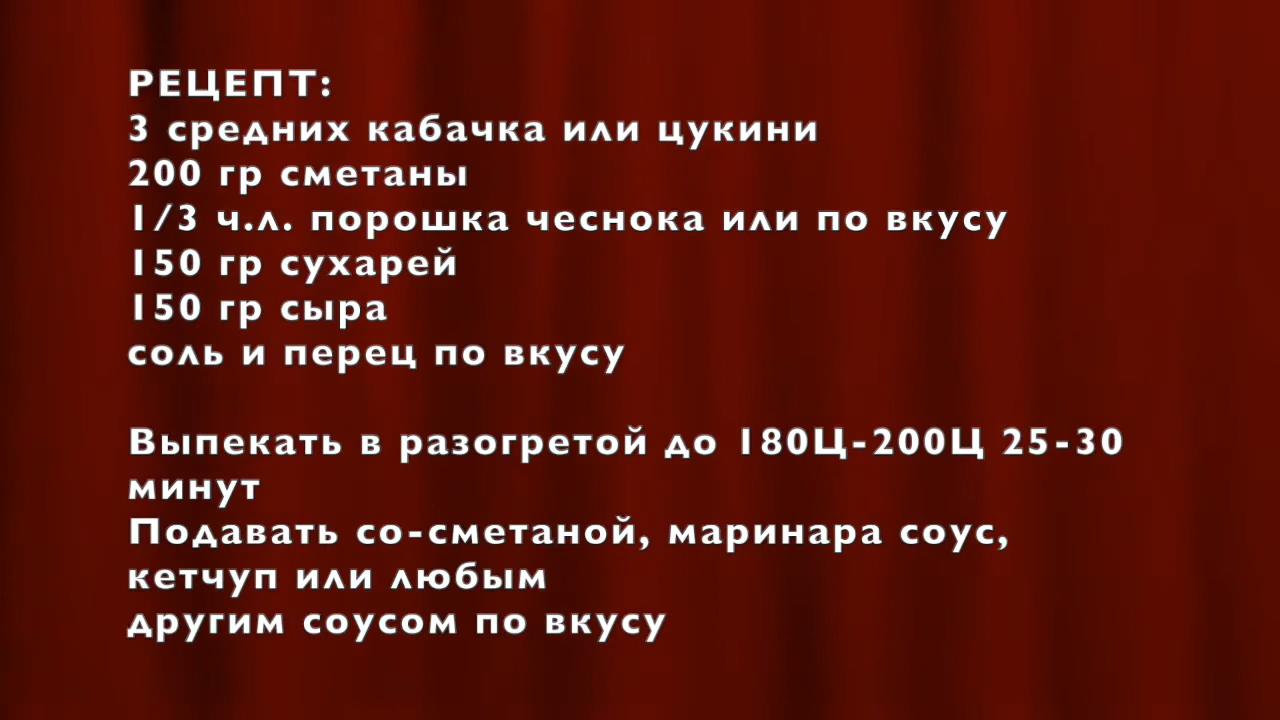 РЕЦЕПТ:
3 средних кабачка или цукини
200 гр сметаны
1/3 ч.л. порошка чеснока или по вкусу
150 гр сухарей
150 гр сыра
соль и перец по вкусу
Выпекать в разогретой до 180Ц-200Ц 25-30
минут
Подавать со-сметаной, маринара соус,
кетчуп или любым
другим соусом по вкусу